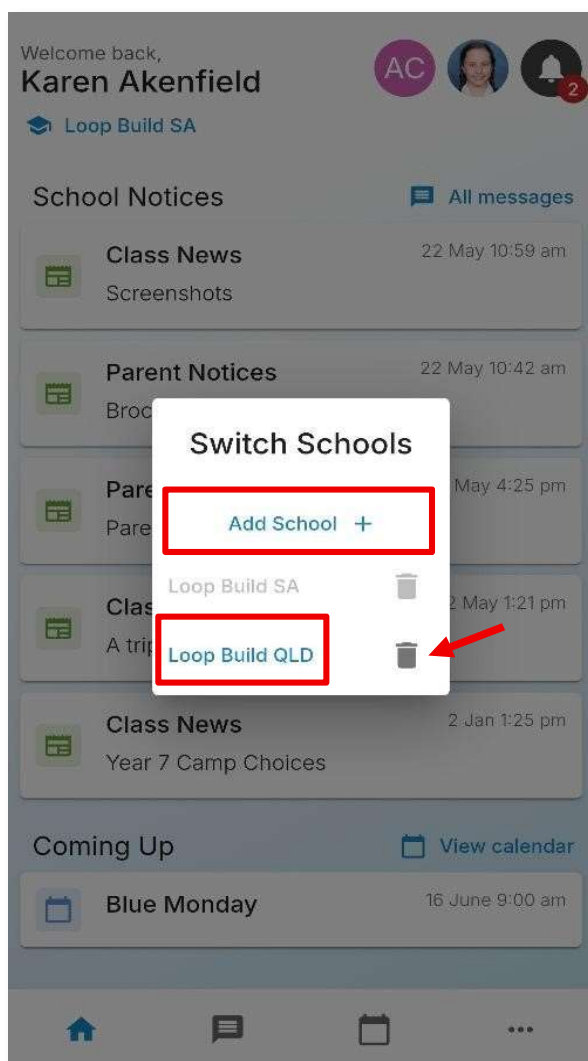 Welcome back,
Karen Akenfield
AC
2
Loop Build SA
School Notices
All messages
Class News
22 May 10:59 am
Screenshots
Parent Notices
22 May 10:42 am
Switch Schools
May 4:25 pm
Add School +
Loop Build SA
May 1:21 pm
A trip
Loop Build QLD
Class News
2 Jan 1:25 pm
Year 7 Camp Choices
Coming Up
View calendar
Blue Monday
16 June 9:00 am